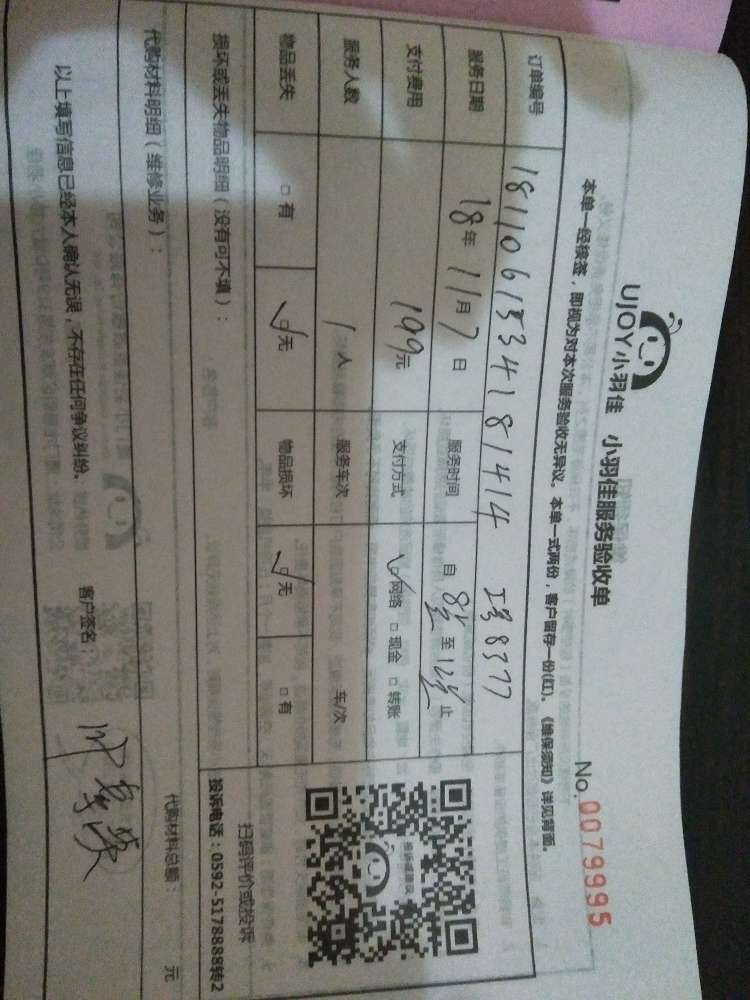 UJOY小羽佳 小羽佳服务验收单
No.0079995
本单一经接签，即视为对本次服务验收无异议。本单一式两份，客户留存一份(红)。《维保须知》详见背面。
订单编号 1811061534181414 工号8377
服务日期 18年11月7日 服务时间 自8点至12点止
支付费用 199元 支付方式 ☑网络 □现金 □转账
服务人数 1人 服务车次 车/次
物品丢失 □有 ☑无 物品损坏 ☑无 □有
扫码评价或投诉
损坏或丢失物品明细（没有可不填）：
投诉电话：0592-5178888转2
代购材料明细（维修业务）：
代购材料总额： 元
以上填写信息已经本人确认无误，不存在任何争议纠纷。 客户签名：